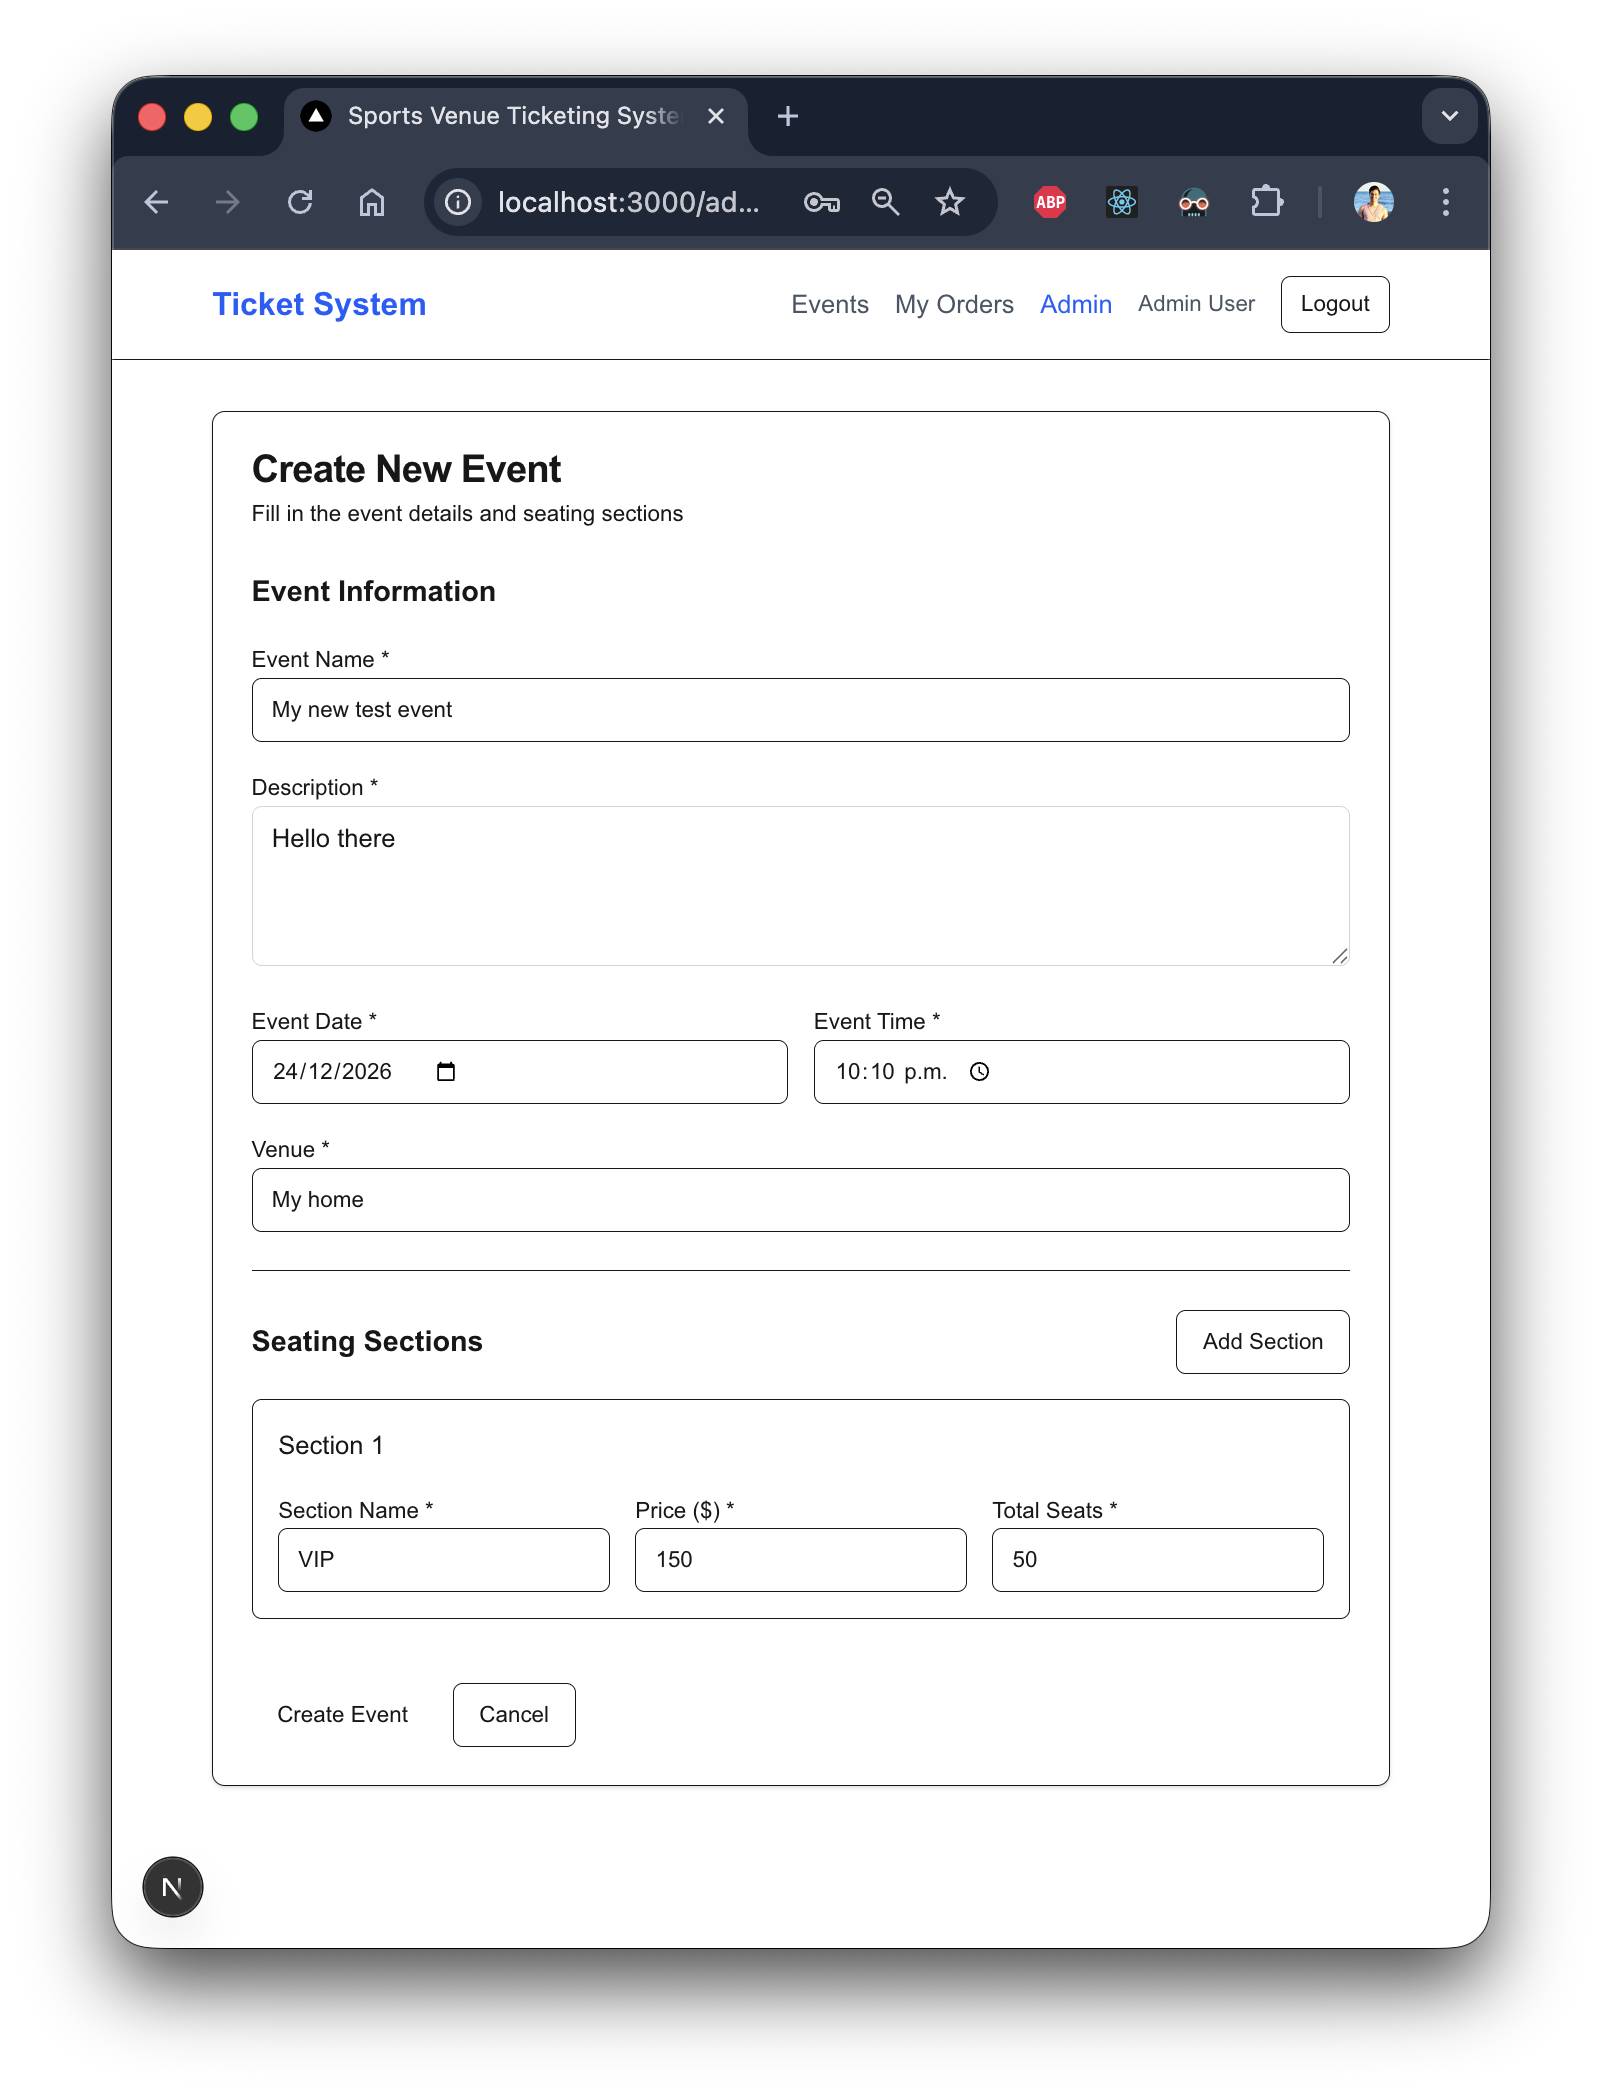 Sports Venue Ticketing Syste
localhost:3000/ad...
ABP
Ticket System
Events
My Orders
Admin
Admin User
Logout
Create New Event
Fill in the event details and seating sections
Event Information
Event Name *
My new test event
Description *
Hello there
Event Date *
Event Time *
24/12/2026
10:10 p.m.
Venue *
My home
Seating Sections
Add Section
Section 1
Section Name *
Price ($) *
Total Seats *
VIP
150
50
Create Event
Cancel
N